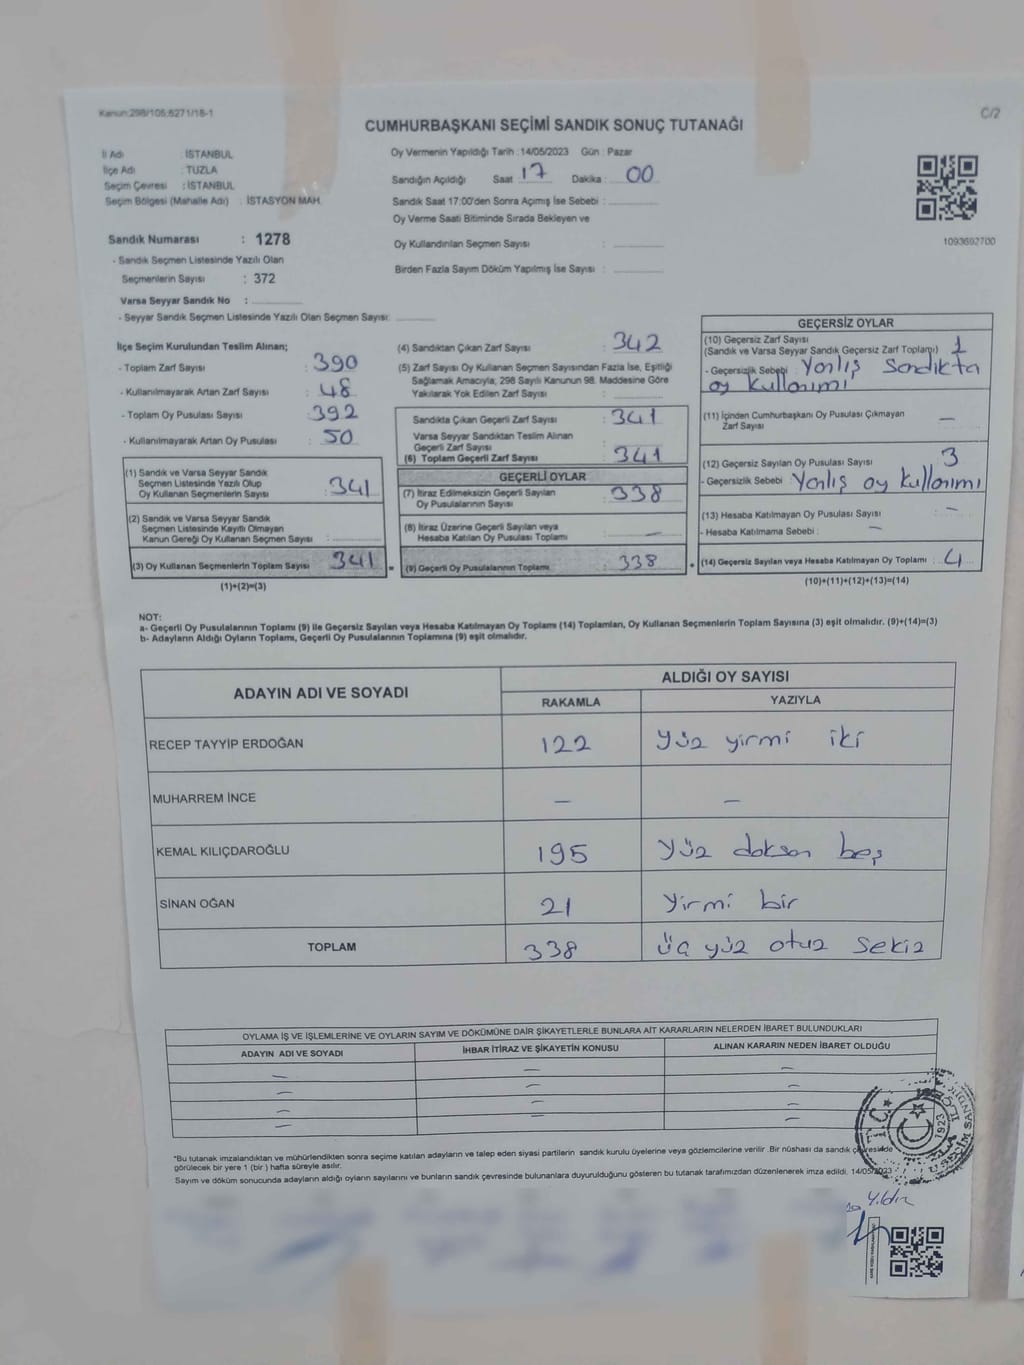 Kanun:298/105;6271/18-1
C/2
CUMHURBAŞKANI SEÇİMİ SANDIK SONUÇ TUTANAĞI
İl Adı : İSTANBUL
İlçe Adı : TUZLA
Seçim Çevresi : İSTANBUL
Seçim Bölgesi (Mahalle Adı) : İSTASYON MAH.
Oy Vermenin Yapıldığı Tarih :14/05/2023 Gün : Pazar
Sandığın Açıldığı Saat 17 Dakika : 00
Sandık Saat 17:00'den Sonra Açımış İse Sebebi :
Oy Verme Saati Bitiminde Sırada Bekleyen ve
Oy Kullandırılan Seçmen Sayısı :
Birden Fazla Sayım Döküm Yapılmış İse Sayısı :
1093692700
Sandık Numarası : 1278
- Sandık Seçmen Listesinde Yazılı Olan
Seçmenlerin Sayısı : 372
Varsa Seyyar Sandık No :
- Seyyar Sandık Seçmen Listesinde Yazılı Olan Seçmen Sayısı:
İlçe Seçim Kurulundan Teslim Alınan;
- Toplam Zarf Sayısı : 390
- Kullanılmayarak Artan Zarf Sayısı : 48
- Toplam Oy Pusulası Sayısı : 392
- Kullanılmayarak Artan Oy Pusulası : 50
(1) Sandık ve Varsa Seyyar Sandık
Seçmen Listesinde Yazılı Olup
Oy Kullanan Seçmenlerin Sayısı : 341
(2) Sandık ve Varsa Seyyar Sandık
Seçmen Listesinde Kayıtlı Olmayan
Kanun Gereği Oy Kullanan Seçmen Sayısı :
(3) Oy Kullanan Seçmenlerin Toplam Sayısı : 341
(1)+(2)=(3)
(4) Sandıktan Çıkan Zarf Sayısı : 342
(5) Zarf Sayısı Oy Kullanan Seçmen Sayısından Fazla İse, Eşitliği
Sağlamak Amacıyla, 298 Sayılı Kanunun 98. Maddesine Göre
Yakılarak Yok Edilen Zarf Sayısı :
Sandıkta Çıkan Geçerli Zarf Sayısı : 341
Varsa Seyyar Sandıktan Teslim Alınan
Geçerli Zarf Sayısı
(6) Toplam Geçerli Zarf Sayısı : 341
GEÇERLİ OYLAR
(7) İtiraz Edilmeksizin Geçerli Sayılan
Oy Pusulalarının Sayısı : 338
(8) İtiraz Üzerine Geçerli Sayılan veya
Hesaba Katılan Oy Pusulası Toplamı : —
(9) Geçerli Oy Pusulalarının Toplamı : 338
GEÇERSİZ OYLAR
(10) Geçersiz Zarf Sayısı
(Sandık ve Varsa Seyyar Sandık Geçersiz Zarf Toplamı) : 1
- Geçersizlik Sebebi : Yanlış Sandıkta
oy kullanımı
(11) İçinden Cumhurbaşkanı Oy Pusulası Çıkmayan
Zarf Sayısı —
(12) Geçersiz Sayılan Oy Pusulası Sayısı : 3
- Geçersizlik Sebebi : Yanlış oy kullanımı
(13) Hesaba Katılmayan Oy Pusulası Sayısı : —
- Hesaba Katılmama Sebebi : —
(14) Geçersiz Sayılan veya Hesaba Katılmayan Oy Toplamı : 4
(10)+(11)+(12)+(13)=(14)
NOT:
a- Geçerli Oy Pusulalarının Toplamı (9) ile Geçersiz Sayılan veya Hesaba Katılmayan Oy Toplamı (14) Toplamları, Oy Kullanan Seçmenlerin Toplam Sayısına (3) eşit olmalıdır. (9)+(14)=(3)
b- Adayların Aldığı Oyların Toplamı, Geçerli Oy Pusulalarının Toplamına (9) eşit olmalıdır.
ADAYIN ADI VE SOYADI
ALDIĞI OY SAYISI
RAKAMLA YAZIYLA
RECEP TAYYİP ERDOĞAN 122 yüz yirmi iki
MUHARREM İNCE — —
KEMAL KILIÇDAROĞLU 195 yüz doksan beş
SİNAN OĞAN 21 yirmi bir
TOPLAM 338 üç yüz otuz sekiz
OYLAMA İŞ VE İŞLEMLERİNE VE OYLARIN SAYIM VE DÖKÜMÜNE DAİR ŞİKAYETLERLE BUNLARA AİT KARARLARIN NELERDEN İBARET BULUNDUKLARI
ADAYIN ADI VE SOYADI İHBAR İTİRAZ VE ŞİKAYETİN KONUSU ALINAN KARARIN NEDEN İBARET OLDUĞU
— — —
— — —
— — —
— — —
T.C.
1923
*Bu tutanak imzalandıktan ve mühürlendikten sonra seçime katılan adayların ve talep eden siyasi partilerin sandık kurulu üyelerine veya gözlemcilerine verilir. Bir nüshası da sandık çevresinde
görülecek bir yere 1 (bir ) hafta süreyle asılır.
Sayım ve döküm sonucunda adayların aldığı oyların sayılarını ve bunların sandık çevresinde bulunanlara duyurulduğunu gösteren bu tutanak tarafımızdan düzenlenerek imza edildi. 14/05/2023
Yıldız